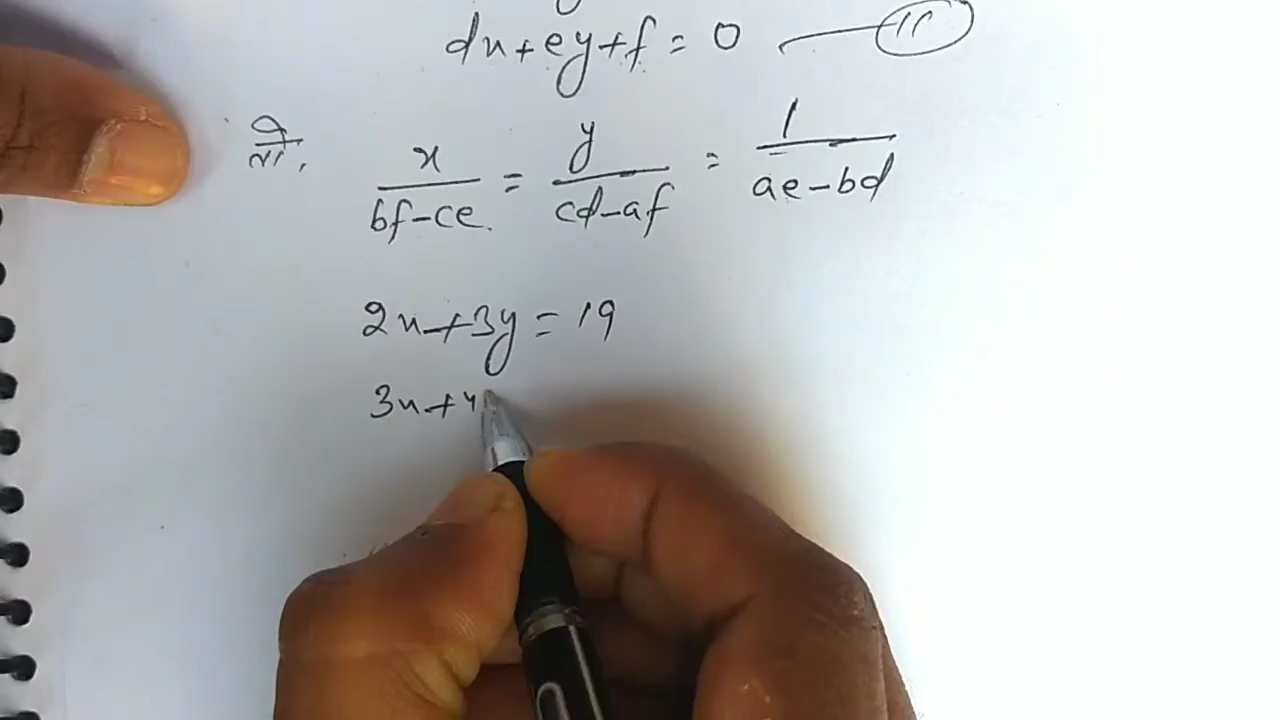 dx+ey+f = 0 — (ii)
x/(bf-ce) = y/(cd-af) = 1/(ae-bd)
2x+3y = 19
3x+4